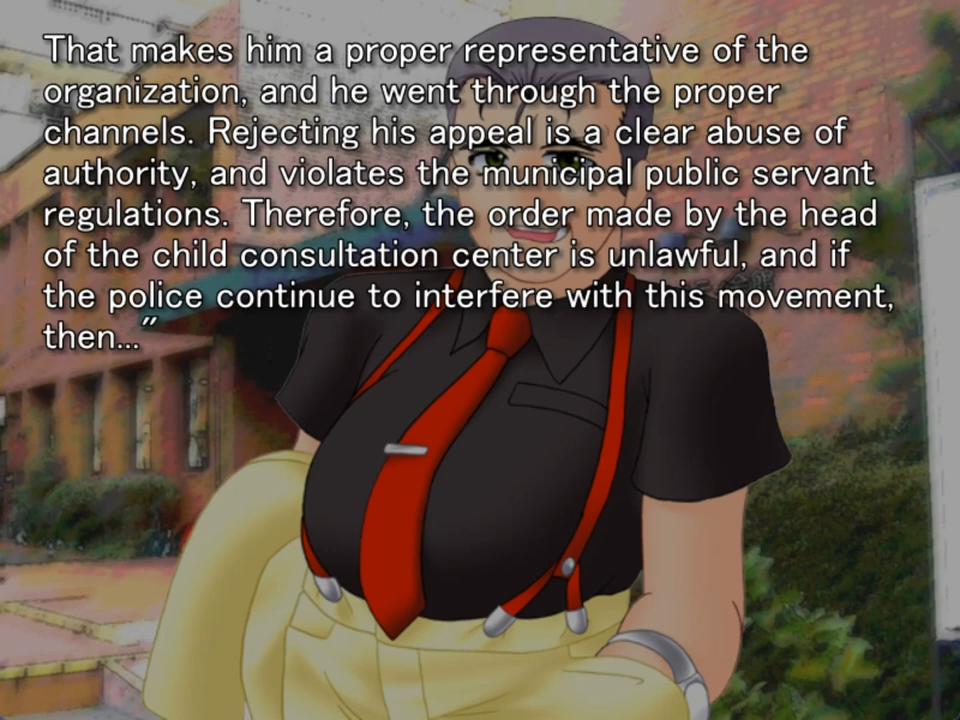 That makes him a proper representative of the
organization, and he went through the proper
channels. Rejecting his appeal is a clear abuse of
authority, and violates the municipal public servant
regulations. Therefore, the order made by the head
of the child consultation center is unlawful, and if
the police continue to interfere with this movement,
then..."